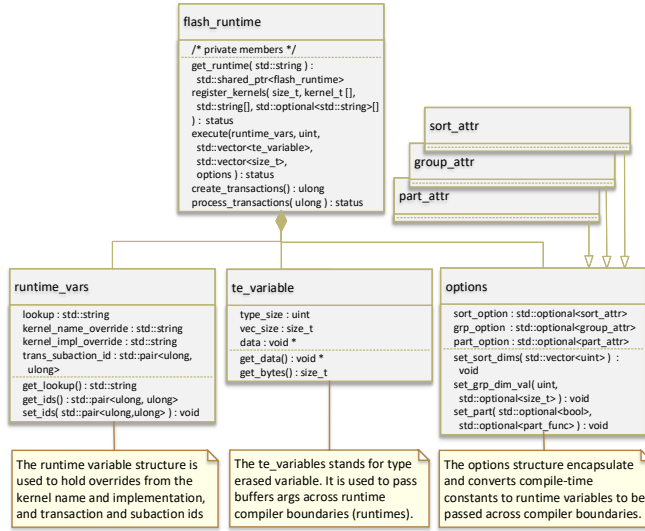 flash_runtime
/* private members */
get_runtime( std::string ) :
std::shared_ptr<flash_runtime>
register_kernels( size_t, kernel_t [],
std::string[], std::optional<std::string>[]
) : status
execute(runtime_vars, uint,
std::vector<te_variable>,
std::vector<size_t>,
options ) : status
create_transactions() : ulong
process_transactions( ulong ) : status
sort_attr
group_attr
part_attr
runtime_vars
lookup : std::string
kernel_name_override : std::string
kernel_impl_override : std::string
trans_subaction_id : std::pair<ulong,
ulong>
get_lookup() : std::string
get_ids() : std::pair<ulong, ulong>
set_ids( std::pair<ulong,ulong> ) : void
te_variable
type_size : uint
vec_size : size_t
data : void *
get_data() : void *
get_bytes() : size_t
options
sort_option : std::optional<sort_attr>
grp_option : std::optional<group_attr>
part_option : std::optional<part_attr>
set_sort_dims( std::vector<uint> ) :
void
set_grp_dim_val( uint,
std::optional<size_t> ) : void
set_part( std::optional<bool>,
std::optional<part_func> ) : void
The runtime variable structure is
used to hold overrides from the
kernel name and implementation,
and transaction and subaction ids
The te_variables stands for type
erased variable. It is used to pass
buffers args across runtime
compiler boundaries (runtimes).
The options structure encapsulate
and converts compile-time
constants to runtime variables to be
passed across compiler boundaries.